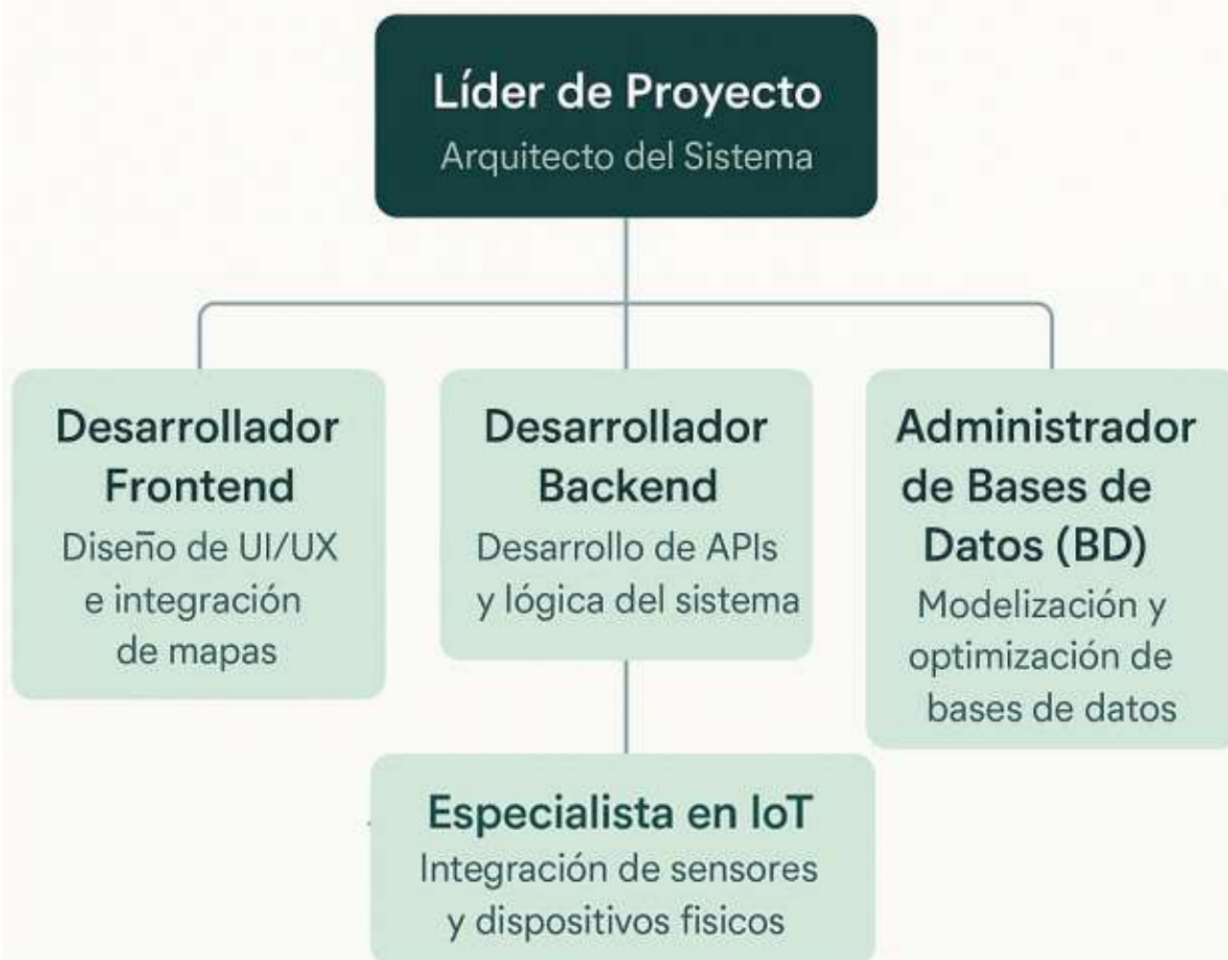 Líder de Proyecto
Arquitecto del Sistema
Desarrollador
Frontend
Diseño de UI/UX
e integración
de mapas
Desarrollador
Backend
Desarrollo de APIs
y lógica del sistema
Administrador
de Bases de
Datos (BD)
Modelización y
optimización de
bases de datos
Especialista en IoT
Integración de sensores
y dispositivos fisicos